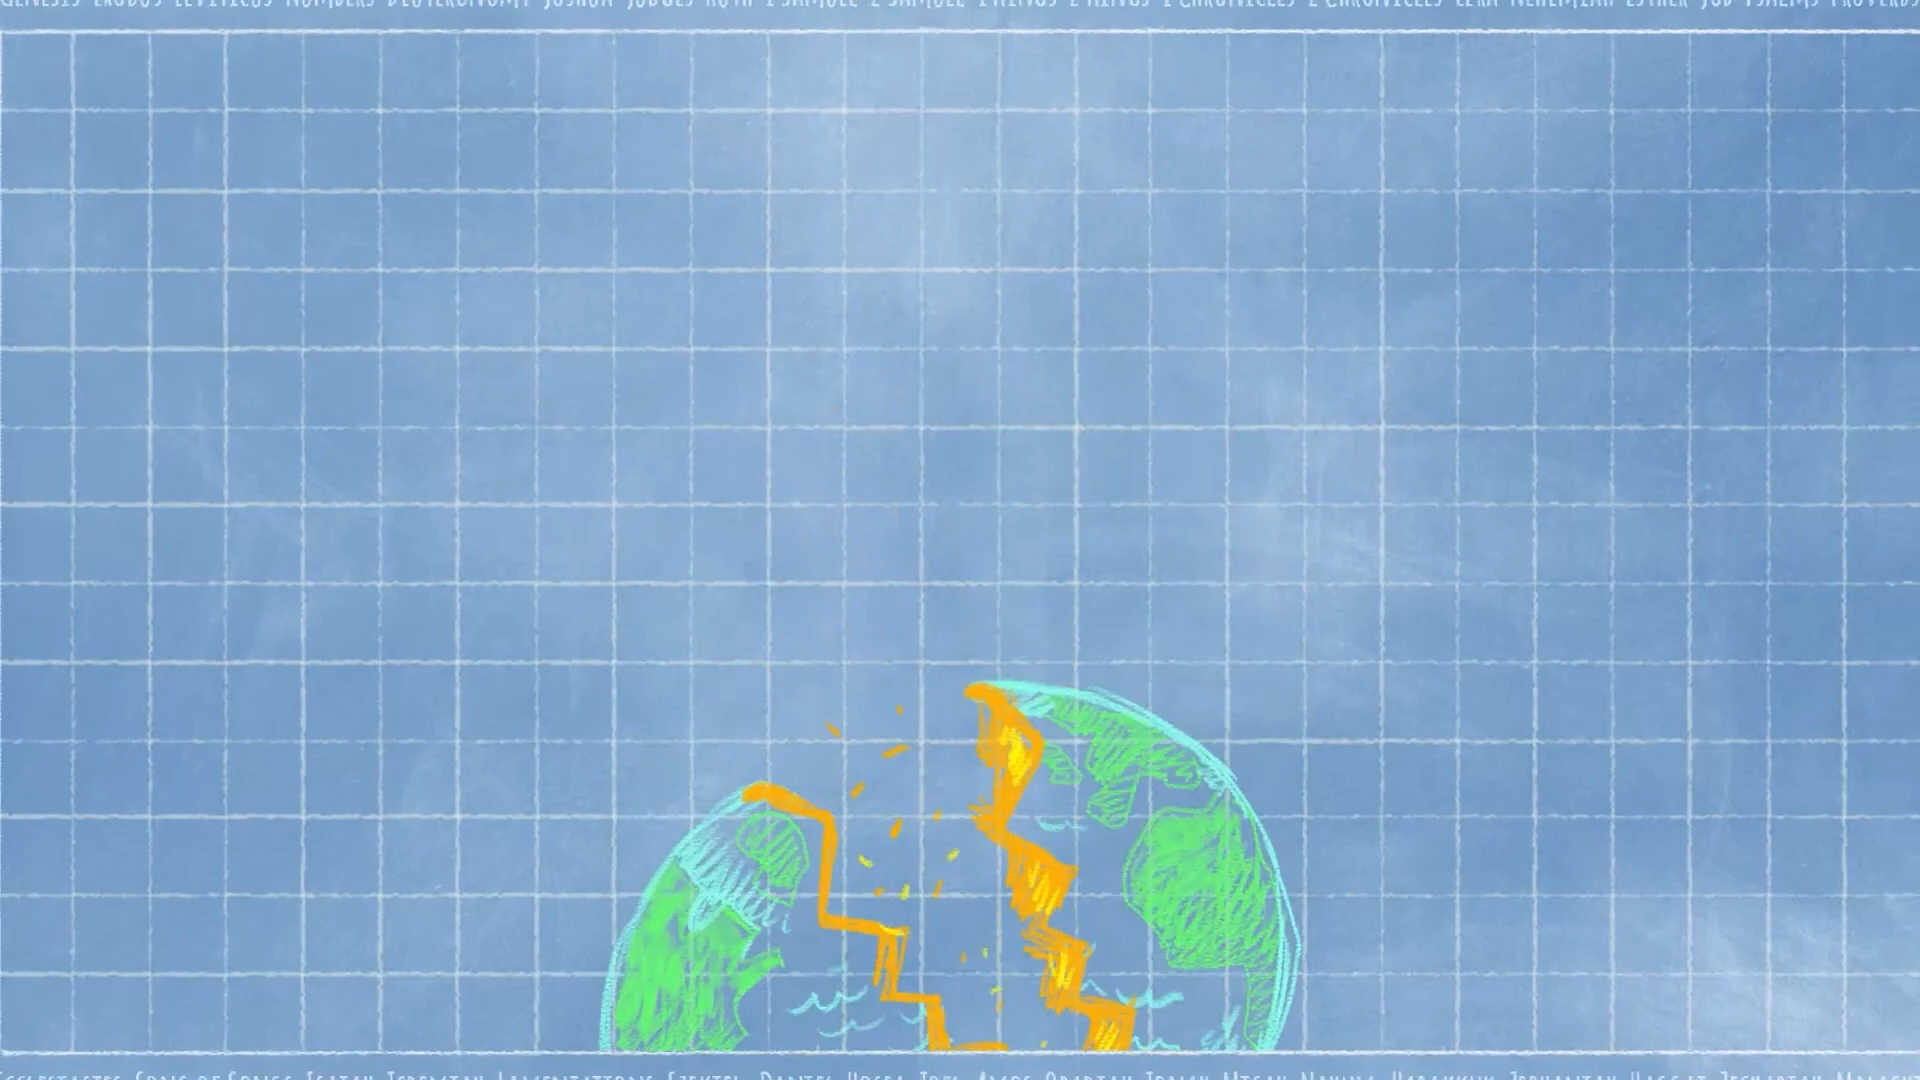 GENESIS EXODUS LEVITICUS NUMBERS DEUTERONOMY JOSHUA JUDGES RUTH 1 SAMUEL 2 SAMUEL 1 KINGS 2 KINGS 1 CHRONICLES 2 CHRONICLES EZRA NEHEMIAH ESTHER JOB PSALMS PROVERBS
ECCLESIASTES SONG OF SONGS ISAIAH JEREMIAH LAMENTATIONS EZEKIEL DANIEL HOSEA JOEL AMOS OBADIAH JONAH MICAH NAHUM HABAKKUK ZEPHANIAH HAGGAI ZECHARIAH MALACHI